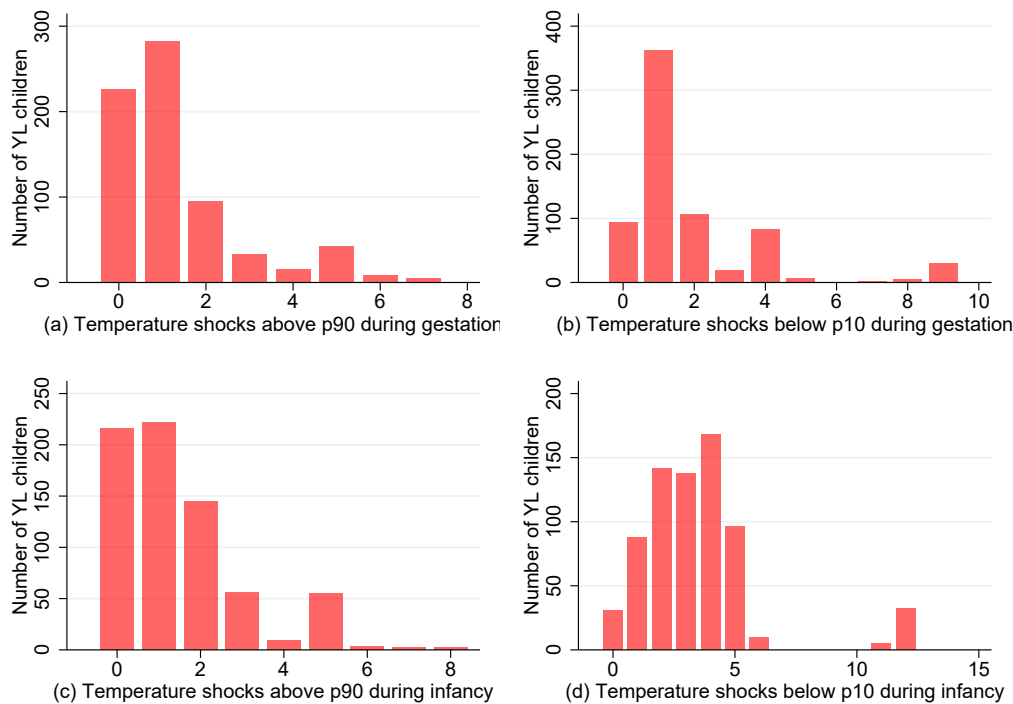 Number of YL children
300
200
100
0
0 2 4 6 8
(a) Temperature shocks above p90 during gestation
Number of YL children
400
300
200
100
0
0 2 4 6 8 10
(b) Temperature shocks below p10 during gestation
Number of YL children
250
200
150
100
50
0
0 2 4 6 8
(c) Temperature shocks above p90 during infancy
Number of YL children
200
150
100
50
0
0 5 10 15
(d) Temperature shocks below p10 during infancy